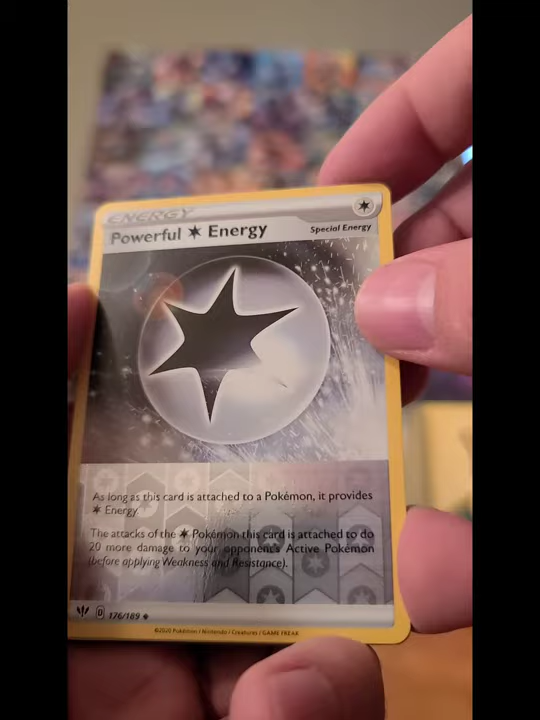 ENERGY
Powerful Energy
Special Energy
As long as this card is attached to a Pokémon, it provides
Energy.
The attacks of the Pokémon this card is attached to do
20 more damage to your opponent's Active Pokémon
(before applying Weakness and Resistance).
D 176/189
©2020 Pokémon / Nintendo / Creatures / GAME FREAK